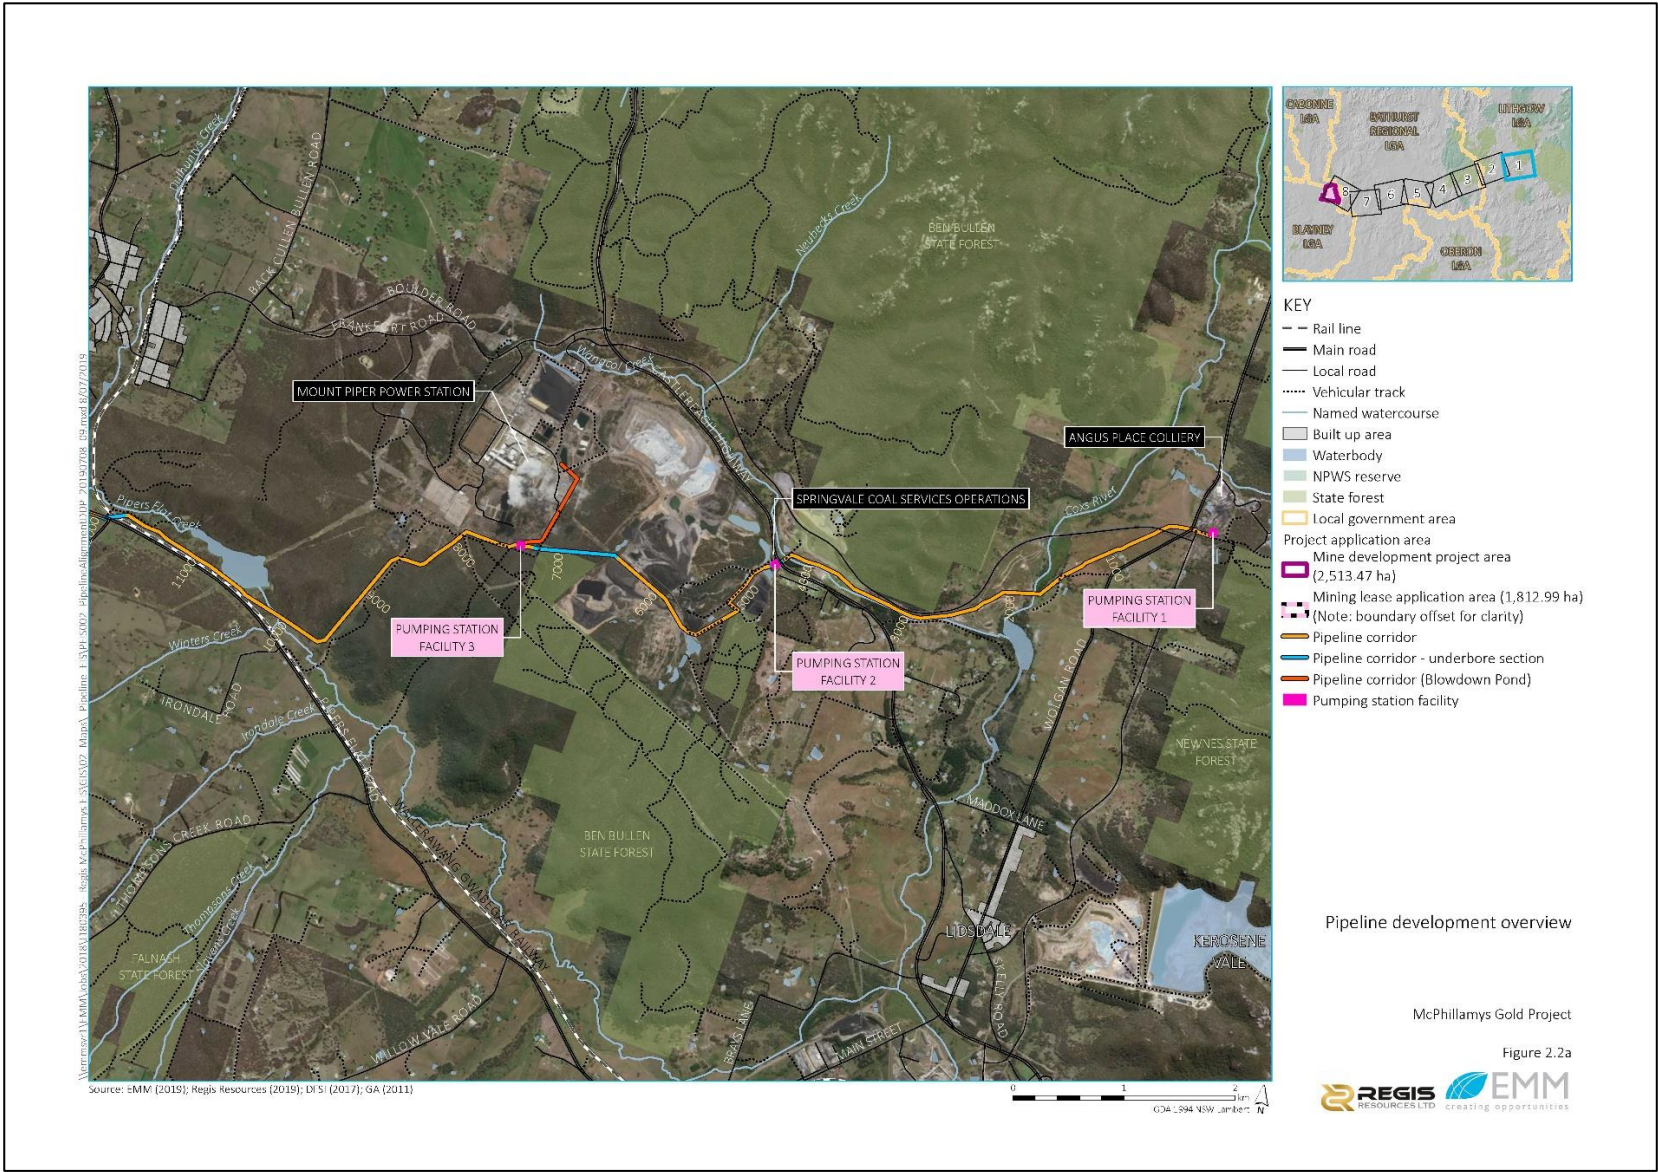 Dulhuntys Creek
BACK CULLEN BULLEN ROAD
BOULDER ROAD
FRANKFORT ROAD
Neubecks Creek
BEN BULLEN
STATE FOREST
Wangcol Creek
CASTLEREAGH HIGHWAY
MOUNT PIPER POWER STATION
ANGUS PLACE COLLIERY
SPRINGVALE COAL SERVICES OPERATIONS
Coxs River
Pipers Flat Creek
11000
10000
9000
8000
7000
6000
5000
4000
3000
2000
1000
PUMPING STATION
FACILITY 3
PUMPING STATION
FACILITY 2
PUMPING STATION
FACILITY 1
Winters Creek
IRONDALE ROAD
Irondale Creek
PIPERS FLAT ROAD
WOLGAN ROAD
NEWNES STATE
FOREST
THOMPSONS CREEK ROAD
WALLERAWANG GWABEGAR RAILWAY
BEN BULLEN
STATE FOREST
MADDOX LANE
Thompsons Creek
FALNASH
STATE FOREST
LIDSDALE
KEROSENE
VALE
SKELLY ROAD
WILLOW VALE ROAD
BRAYS LANE
MAIN STREET
Source: EMM (2019); Regis Resources (2019); DFSI (2017); GA (2011)
0 1 2
km
GDA 1994 NSW Lambert
N
CABONNE
LGA
BATHURST
REGIONAL
LGA
LITHGOW
LGA
BLAYNEY
LGA
OBERON
LGA
8 7 6 5 4 3 2 1
KEY
Rail line
Main road
Local road
Vehicular track
Named watercourse
Built up area
Waterbody
NPWS reserve
State forest
Local government area
Project application area
Mine development project area
(2,513.47 ha)
Mining lease application area (1,812.99 ha)
(Note: boundary offset for clarity)
Pipeline corridor
Pipeline corridor - underbore section
Pipeline corridor (Blowdown Pond)
Pumping station facility
Pipeline development overview
McPhillamys Gold Project
Figure 2.2a
REGIS
RESOURCES LTD
EMM
creating opportunities